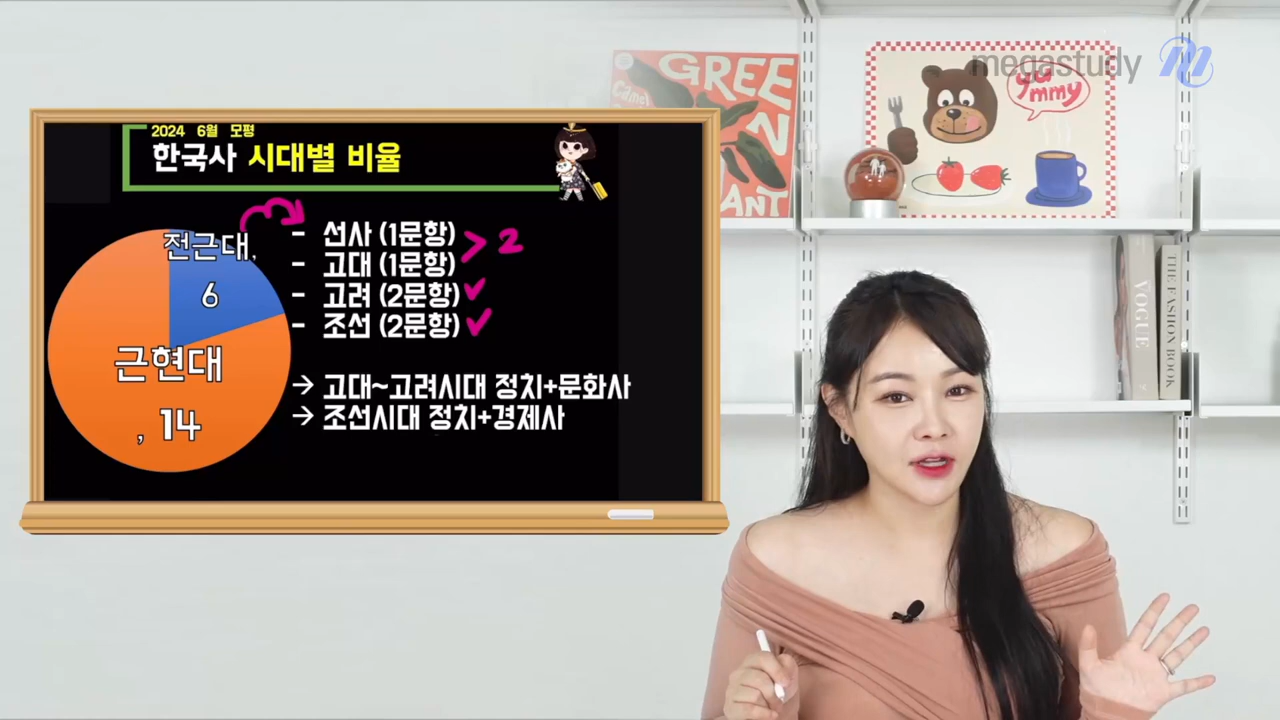 2024 6월 모평
한국사 시대별 비율
전근대,
6
근현대
, 14
- 선사 (1문항)
- 고대 (1문항)
> 2
- 고려 (2문항) ✓
- 조선 (2문항) ✓
→ 고대~고려시대 정치+문화사
→ 조선시대 정치+경제사
GREEN
Camel
ANT
megastudy
yummy
VOGUE
THE FASHION BOOK